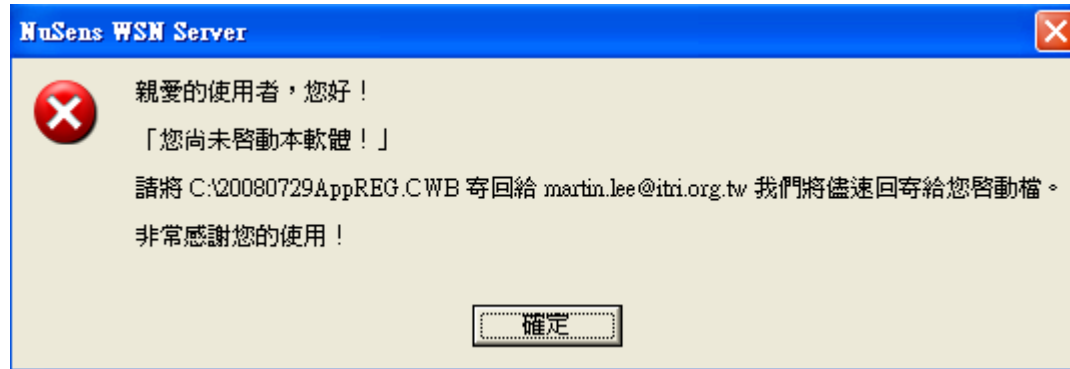 NuSens WSN Server
親愛的使用者，您好！
「您尚未啓動本軟體！」
請將 C:\20080729AppREG.CWB 寄回給 martin.lee@itri.org.tw 我們將儘速回寄給您啓動檔。
非常感謝您的使用！
確定